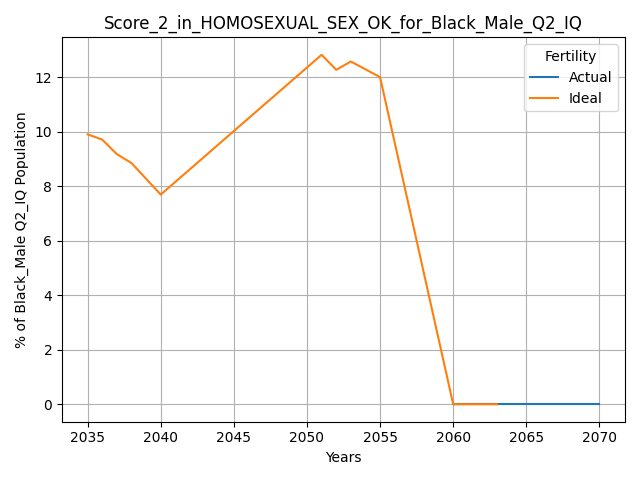 Score_2_in_HOMOSEXUAL_SEX_OK_for_Black_Male_Q2_IQ
Fertility
Actual
Ideal
% of Black_Male Q2_IQ Population
12
10
8
6
4
2
0
2035 2040 2045 2050 2055 2060 2065 2070
Years